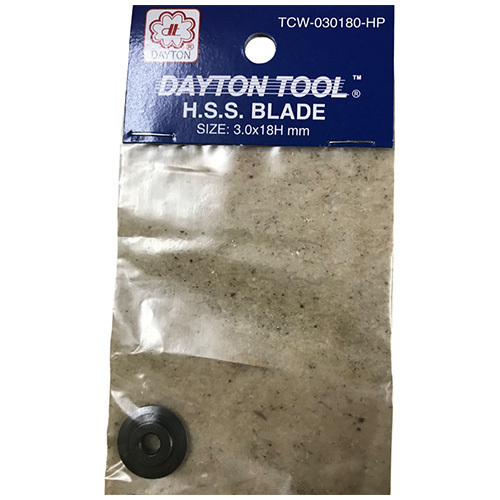 TCW-030180-HP
DAYTON ®
DAYTON TOOL™®
H.S.S. BLADE
SIZE: 3.0x18H mm